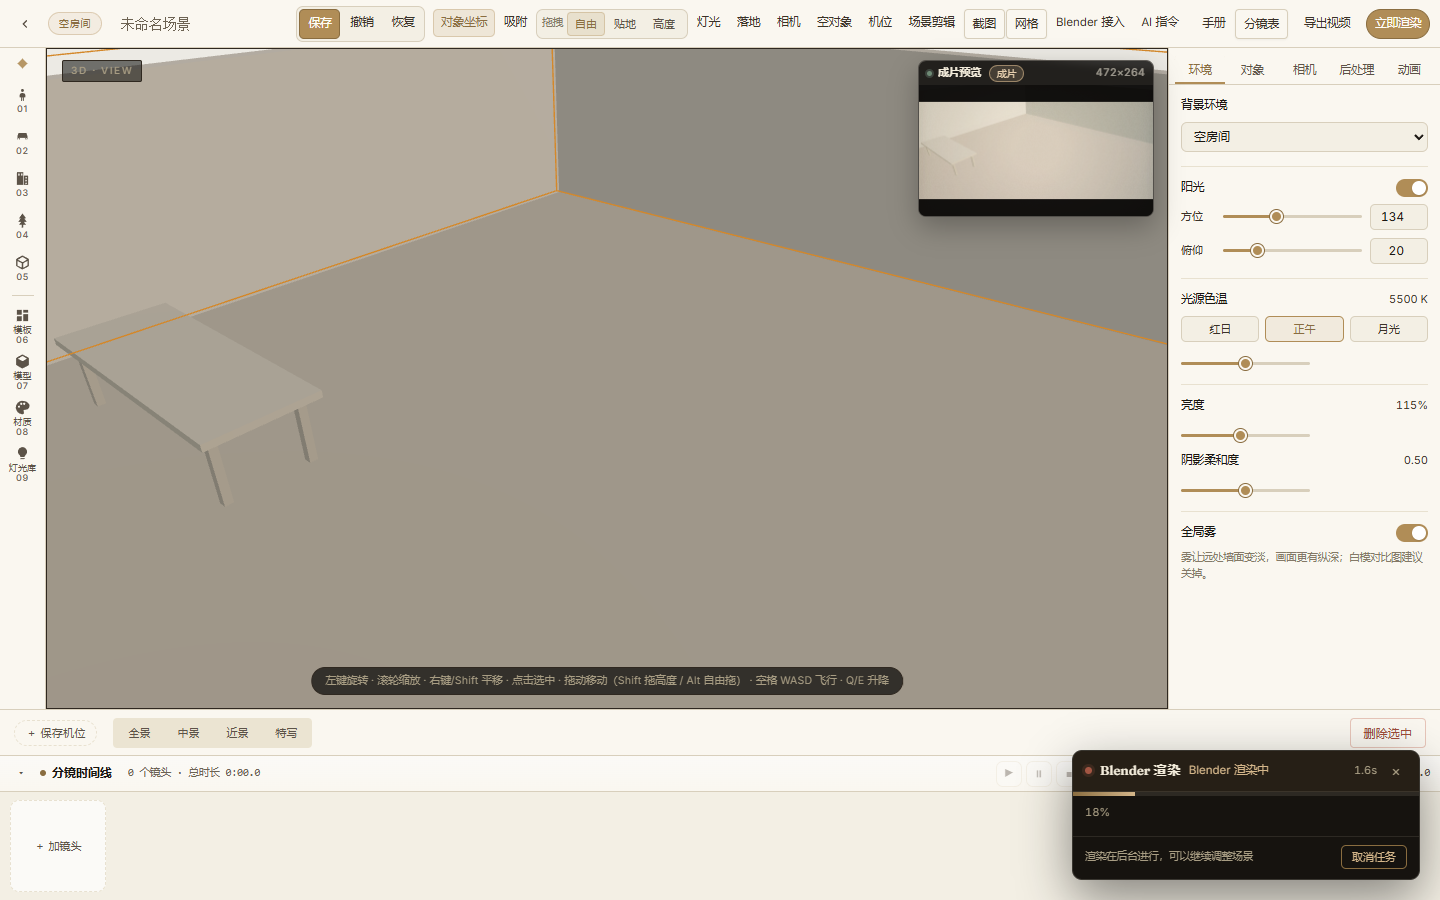 空房间 未命名场景 保存 撤销 恢复 对象坐标 吸附 拖拽 自由 贴地 高度 灯光 落地 相机 空对象 机位 场景剪辑 截图 网格 Blender 接入 AI 指令 手册 分镜表 导出视频 立即渲染
3D · VIEW
成片预览 成片 472×264
01
02
03
04
05
模板
06
模型
07
材质
08
灯光库
09
环境 对象 相机 后处理 动画
背景环境
空房间
阳光
方位 134
俯仰 20
光源色温 5500 K
红日 正午 月光
亮度 115%
阴影柔和度 0.50
全局雾
雾让远处墙面变淡，画面更有纵深；白模对比图建议
关掉。
左键旋转 · 滚轮缩放 · 右键/Shift 平移 · 点击选中 · 拖动移动（Shift 拖高度 / Alt 自由拖） · 空格 WASD 飞行 · Q/E 升降
+ 保存机位 全景 中景 近景 特写 删除选中
分镜时间线 0 个镜头 · 总时长 0:00.0 .0
+ 加镜头
Blender 渲染 Blender 渲染中 1.6s ×
18%
渲染在后台进行，可以继续调整场景 取消任务